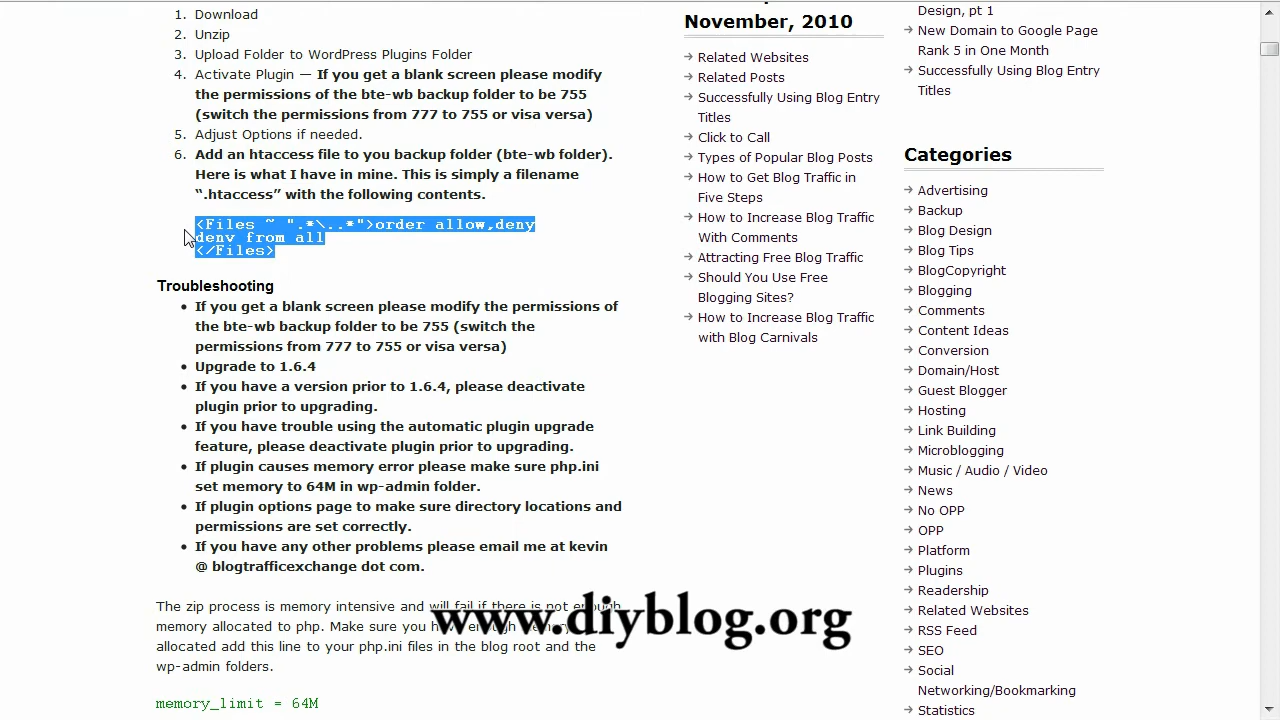 1. Download
2. Unzip
3. Upload Folder to WordPress Plugins Folder
4. Activate Plugin — If you get a blank screen please modify
the permissions of the bte-wb backup folder to be 755
(switch the permissions from 777 to 755 or visa versa)
5. Adjust Options if needed.
6. Add an htaccess file to you backup folder (bte-wb folder).
Here is what I have in mine. This is simply a filename
“.htaccess” with the following contents.
<Files ~ ".*\..*">order allow,deny
deny from all
</Files>
Troubleshooting
• If you get a blank screen please modify the permissions of
the bte-wb backup folder to be 755 (switch the
permissions from 777 to 755 or visa versa)
• Upgrade to 1.6.4
• If you have a version prior to 1.6.4, please deactivate
plugin prior to upgrading.
• If you have trouble using the automatic plugin upgrade
feature, please deactivate plugin prior to upgrading.
• If plugin causes memory error please make sure php.ini
set memory to 64M in wp-admin folder.
• If plugin options page to make sure directory locations and
permissions are set correctly.
• If you have any other problems please email me at kevin
@ blogtrafficexchange dot com.
The zip process is memory intensive and will fail if there is not enough
memory allocated to php. Make sure you have enough
allocated add this line to your php.ini files in the blog root and the
wp-admin folders.
memory_limit = 64M
www.diyblog.org
November, 2010
Related Websites
Related Posts
Successfully Using Blog Entry
Titles
Click to Call
Types of Popular Blog Posts
How to Get Blog Traffic in
Five Steps
How to Increase Blog Traffic
With Comments
Attracting Free Blog Traffic
Should You Use Free
Blogging Sites?
How to Increase Blog Traffic
with Blog Carnivals
Design, pt 1
New Domain to Google Page
Rank 5 in One Month
Successfully Using Blog Entry
Titles
Categories
Advertising
Backup
Blog Design
Blog Tips
BlogCopyright
Blogging
Comments
Content Ideas
Conversion
Domain/Host
Guest Blogger
Hosting
Link Building
Microblogging
Music / Audio / Video
News
No OPP
OPP
Platform
Plugins
Readership
Related Websites
RSS Feed
SEO
Social
Networking/Bookmarking
Statistics